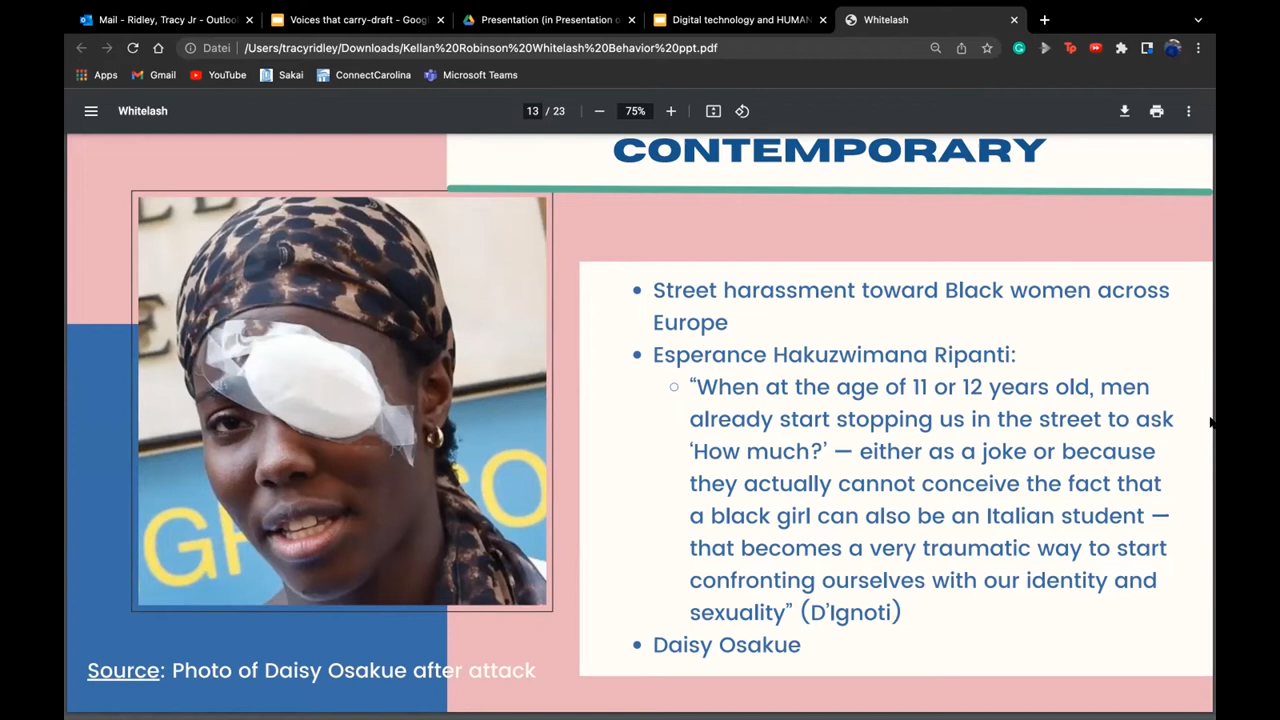 Mail - Ridley, Tracy Jr - Outloo
Voices that carry-draft - Googl
Presentation (in Presentation o
Digital technology and HUMAN
Whitelash
Datei
/Users/tracyridley/Downloads/Kellan%20Robinson%20Whitelash%20Behavior%20ppt.pdf
Apps
Gmail
YouTube
Sakai
ConnectCarolina
Microsoft Teams
Whitelash
13 / 23
75%
CONTEMPORARY
• Street harassment toward Black women across
Europe
• Esperance Hakuzwimana Ripanti:
○ “When at the age of 11 or 12 years old, men
already start stopping us in the street to ask
‘How much?’ — either as a joke or because
they actually cannot conceive the fact that
a black girl can also be an Italian student —
that becomes a very traumatic way to start
confronting ourselves with our identity and
sexuality” (D’Ignoti)
• Daisy Osakue
Source: Photo of Daisy Osakue after attack